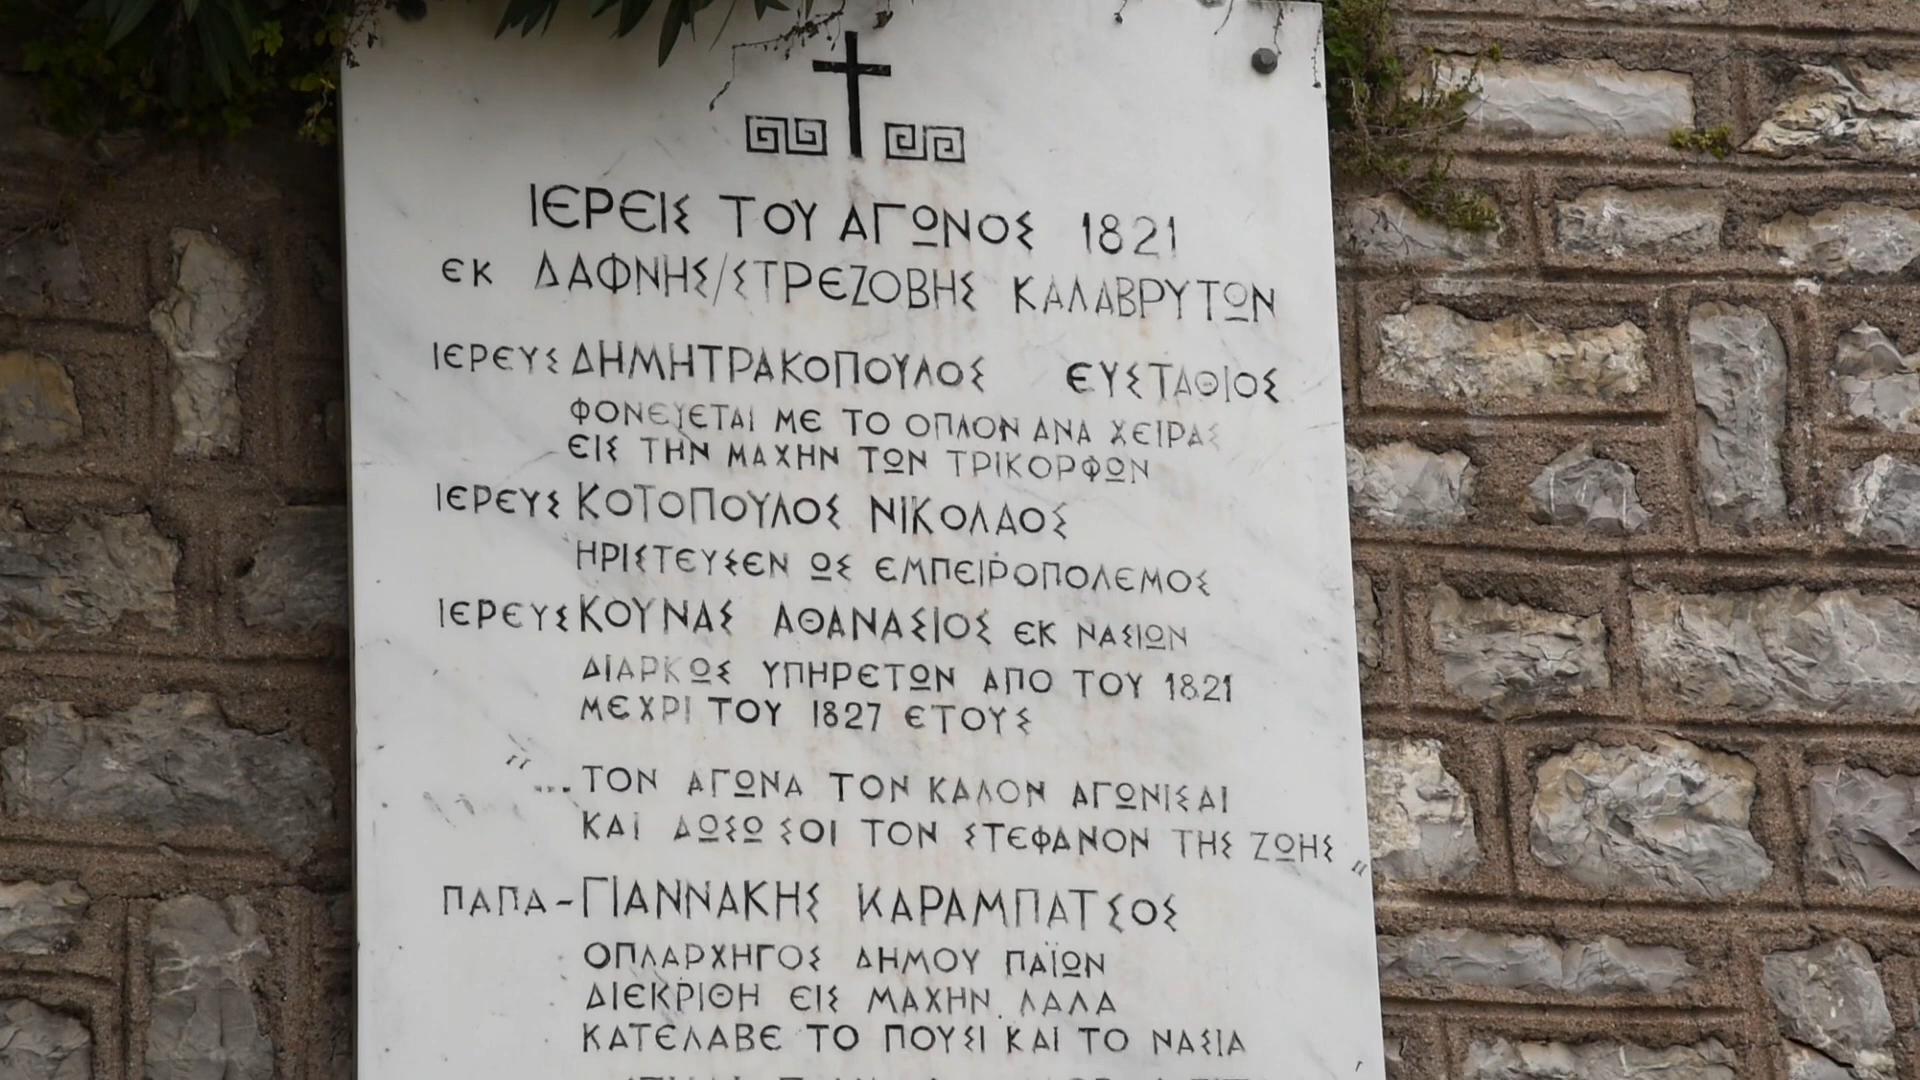 ΙΕΡΕΙΣ ΤΟΥ ΑΓΩΝΟΣ 1821
ΕΚ ΔΑΦΝΗΣ/ΣΤΡΕΖΟΒΗΣ ΚΑΛΑΒΡΥΤΩΝ
ΙΕΡΕΥΣ ΔΗΜΗΤΡΑΚΟΠΟΥΛΟΣ ΕΥΣΤΑΘΙΟΣ
ΦΟΝΕΥΕΤΑΙ ΜΕ ΤΟ ΟΠΛΟΝ ΑΝΑ ΧΕΙΡΑΣ
ΕΙΣ ΤΗΝ ΜΑΧΗΝ ΤΩΝ ΤΡΙΚΟΡΦΩΝ
ΙΕΡΕΥΣ ΚΟΤΟΠΟΥΛΟΣ ΝΙΚΟΛΑΟΣ
ΗΡΙΣΤΕΥΣΕΝ ΩΣ ΕΜΠΕΙΡΟΠΟΛΕΜΟΣ
ΙΕΡΕΥΣ ΚΟΥΝΑΣ ΑΘΑΝΑΣΙΟΣ ΕΚ ΝΑΣΙΩΝ
ΔΙΑΡΚΩΣ ΥΠΗΡΕΤΩΝ ΑΠΟ ΤΟΥ 1821
ΜΕΧΡΙ ΤΟΥ 1827 ΕΤΟΥΣ
"... ΤΟΝ ΑΓΩΝΑ ΤΟΝ ΚΑΛΟΝ ΑΓΩΝΙΣΑΙ
ΚΑΙ ΔΩΣΩ ΣΟΙ ΤΟΝ ΣΤΕΦΑΝΟΝ ΤΗΣ ΖΩΗΣ"
ΠΑΠΑ-ΓΙΑΝΝΑΚΗΣ ΚΑΡΑΜΠΑΤΣΟΣ
ΟΠΛΑΡΧΗΓΟΣ ΔΗΜΟΥ ΠΑΪΩΝ
ΔΙΕΚΡΙΘΗ ΕΙΣ ΜΑΧΗΝ ΛΑΛΑ
ΚΑΤΕΛΑΒΕ ΤΟ ΠΟΥΣΙ ΚΑΙ ΤΟ ΝΑΣΙΑ